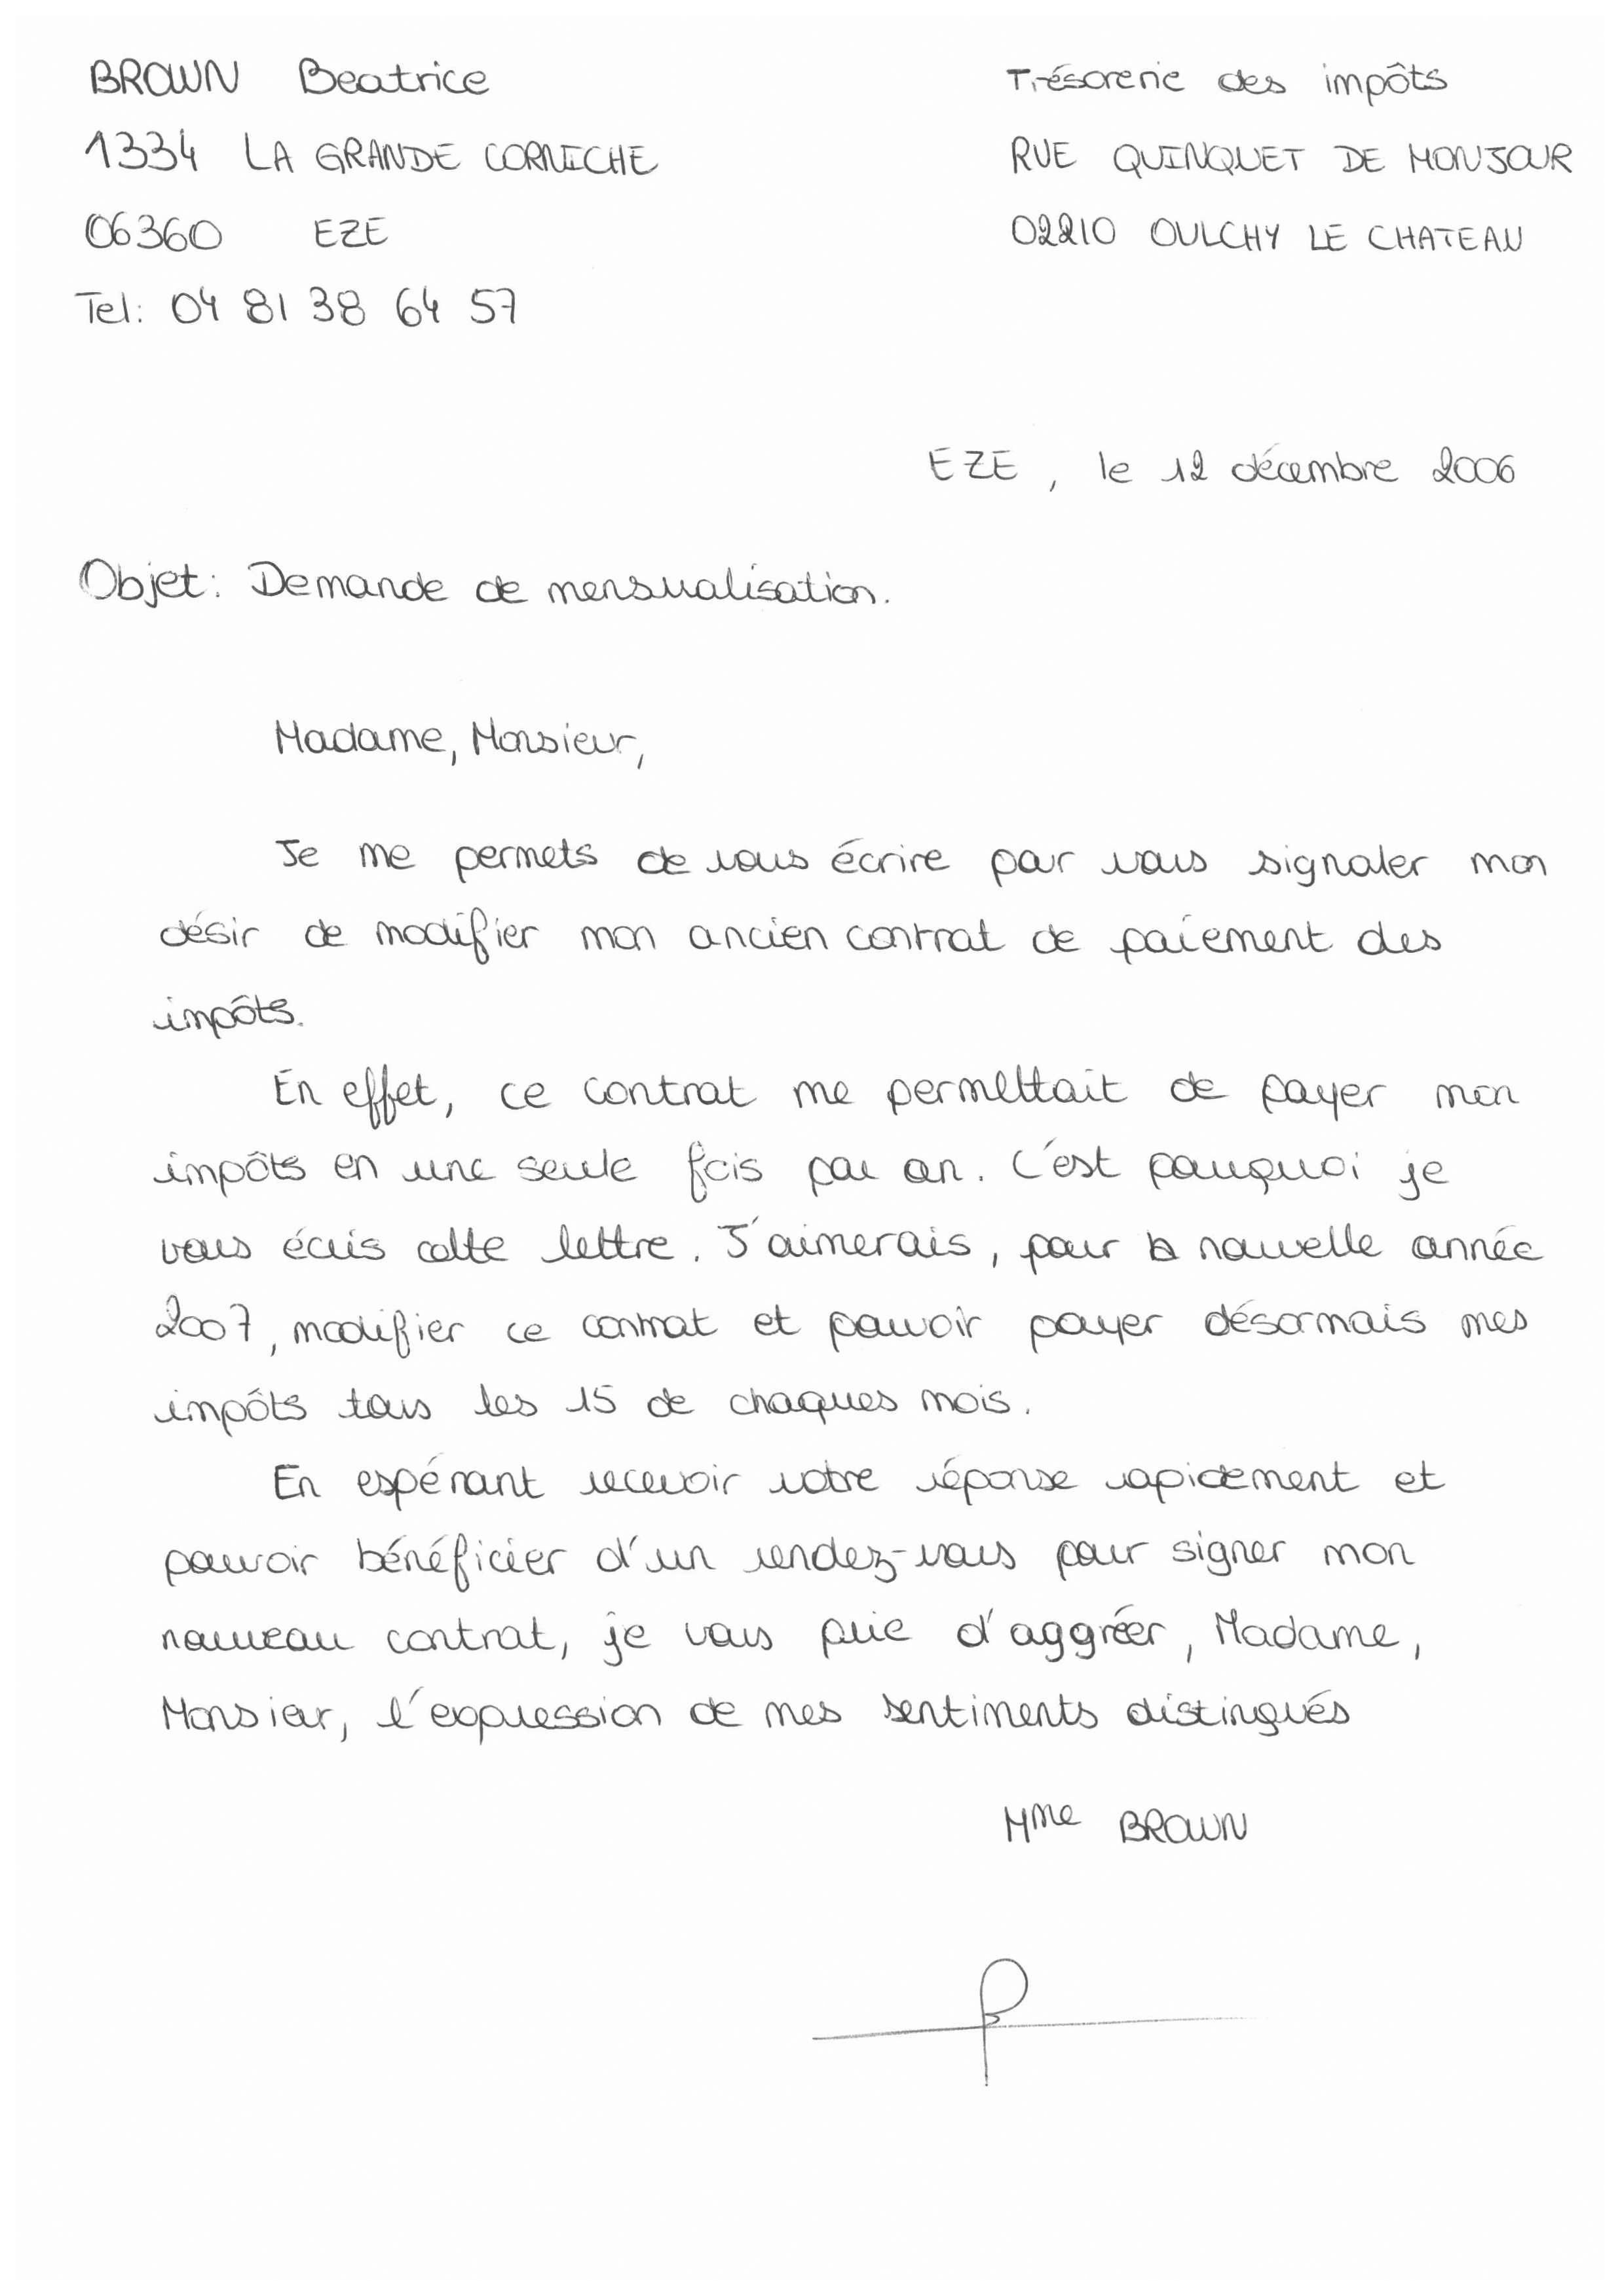 BROWN Beatrice
1334 LA GRANDE CORNICHE
06360 EZE
Tel: 04 81 38 64 57
Trésorerie des impôts
RUE QUINQUET DE MONJOUR
02210 OULCHY LE CHATEAU
EZE, le 12 décembre 2006
Objet: Demande de mensualisation.
Madame, Monsieur,
Je me permets de vous écrire pour vous signaler mon
désir de modifier mon ancien contrat de paiement des
impôts.
En effet, ce contrat me permettait de payer mon
impôts en une seule fois par an. C'est pourquoi je
vous écris cette lettre. J'aimerais, pour la nouvelle année
2007, modifier ce contrat et pouvoir payer désormais mes
impôts tous les 15 de chaques mois.
En espérant recevoir votre réponse rapidement et
pouvoir bénéficier d'un rendez-vous pour signer mon
nouveau contrat, je vous prie d'aggréer, Madame,
Monsieur, l'expression de mes sentiments distingués
Mme BROWN